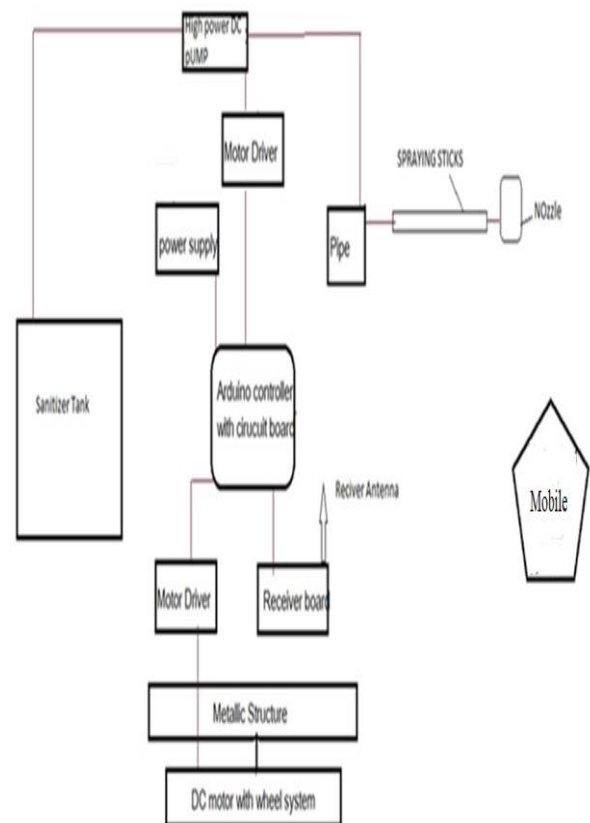 High power DC
pUMP
Motor Driver
SPRAYING STICKS
NOzzle
power supply
Pipe
Sanitizer Tank
Arduino controller
with cirucuit board
Reciver Antenna
Mobile
Motor Driver
Receiver board
Metallic Structure
DC motor with wheel system